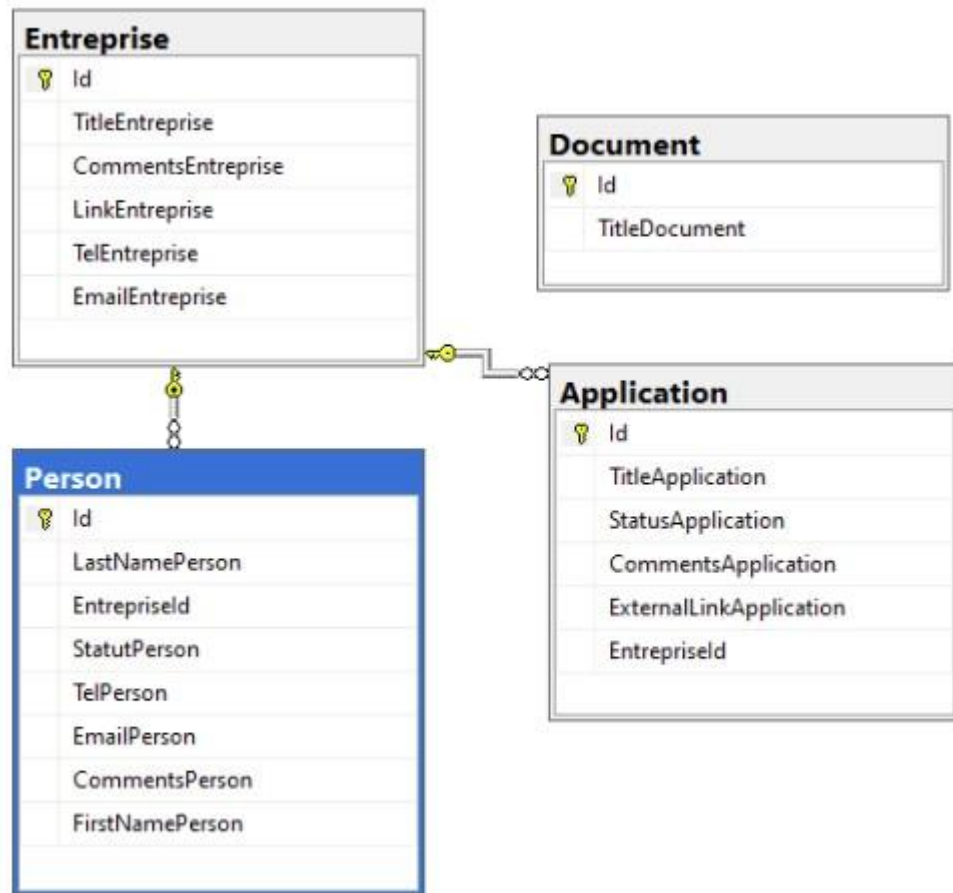 Entreprise
Id
TitleEntreprise
CommentsEntreprise
LinkEntreprise
TelEntreprise
EmailEntreprise
Document
Id
TitleDocument
Application
Id
TitleApplication
StatusApplication
CommentsApplication
ExternalLinkApplication
EntrepriseId
Person
Id
LastNamePerson
EntrepriseId
StatutPerson
TelPerson
EmailPerson
CommentsPerson
FirstNamePerson